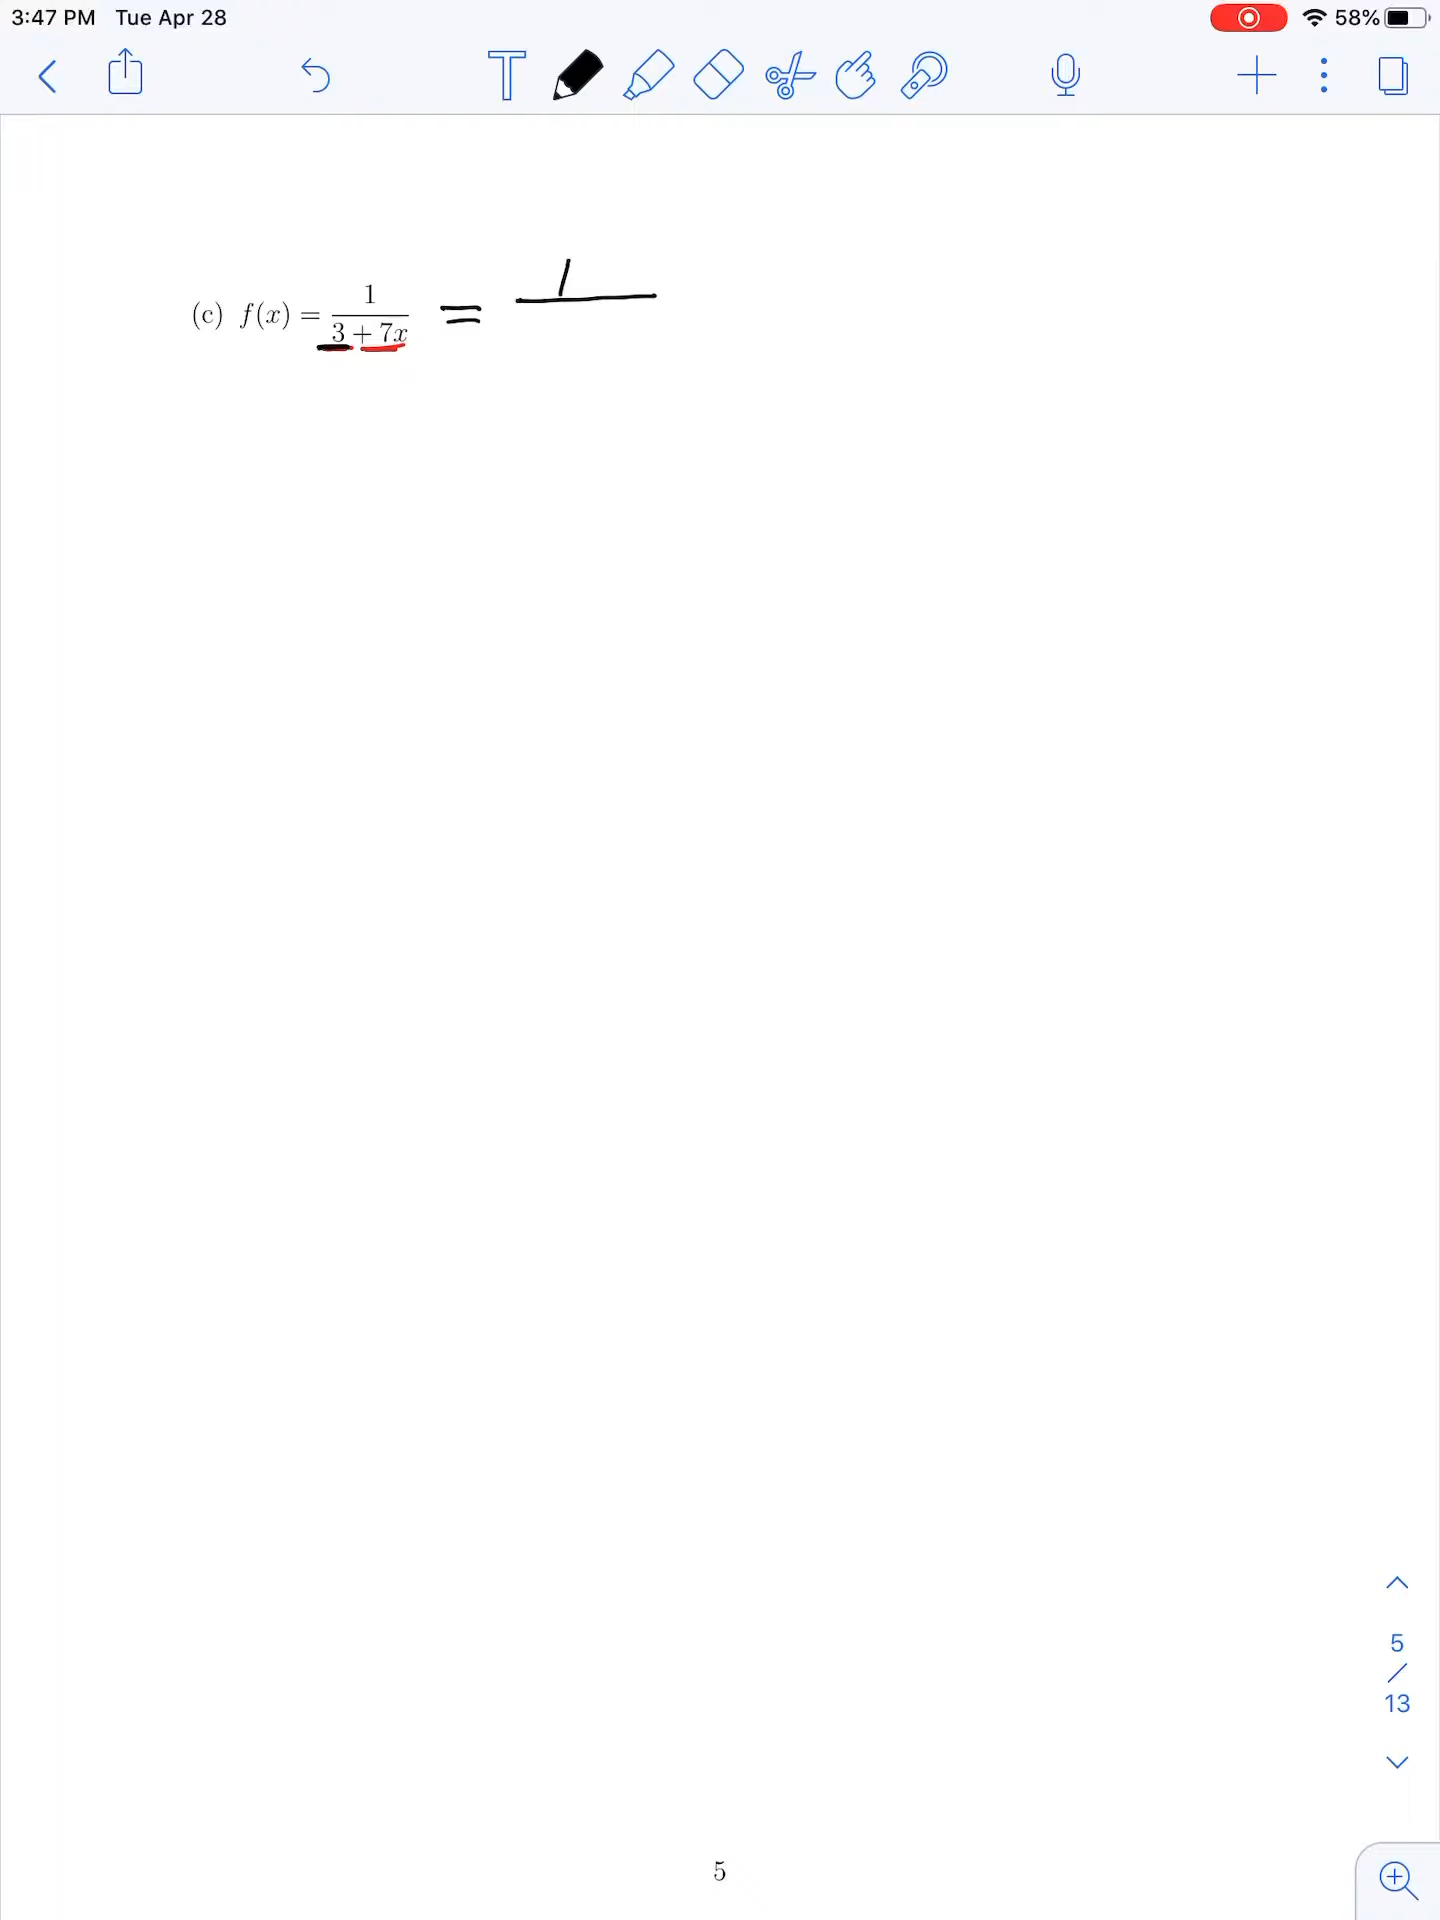 3:47 PM Tue Apr 28 58%
T
(c) f(x) = 1/(3 + 7x) = 1/
5
/
13
5